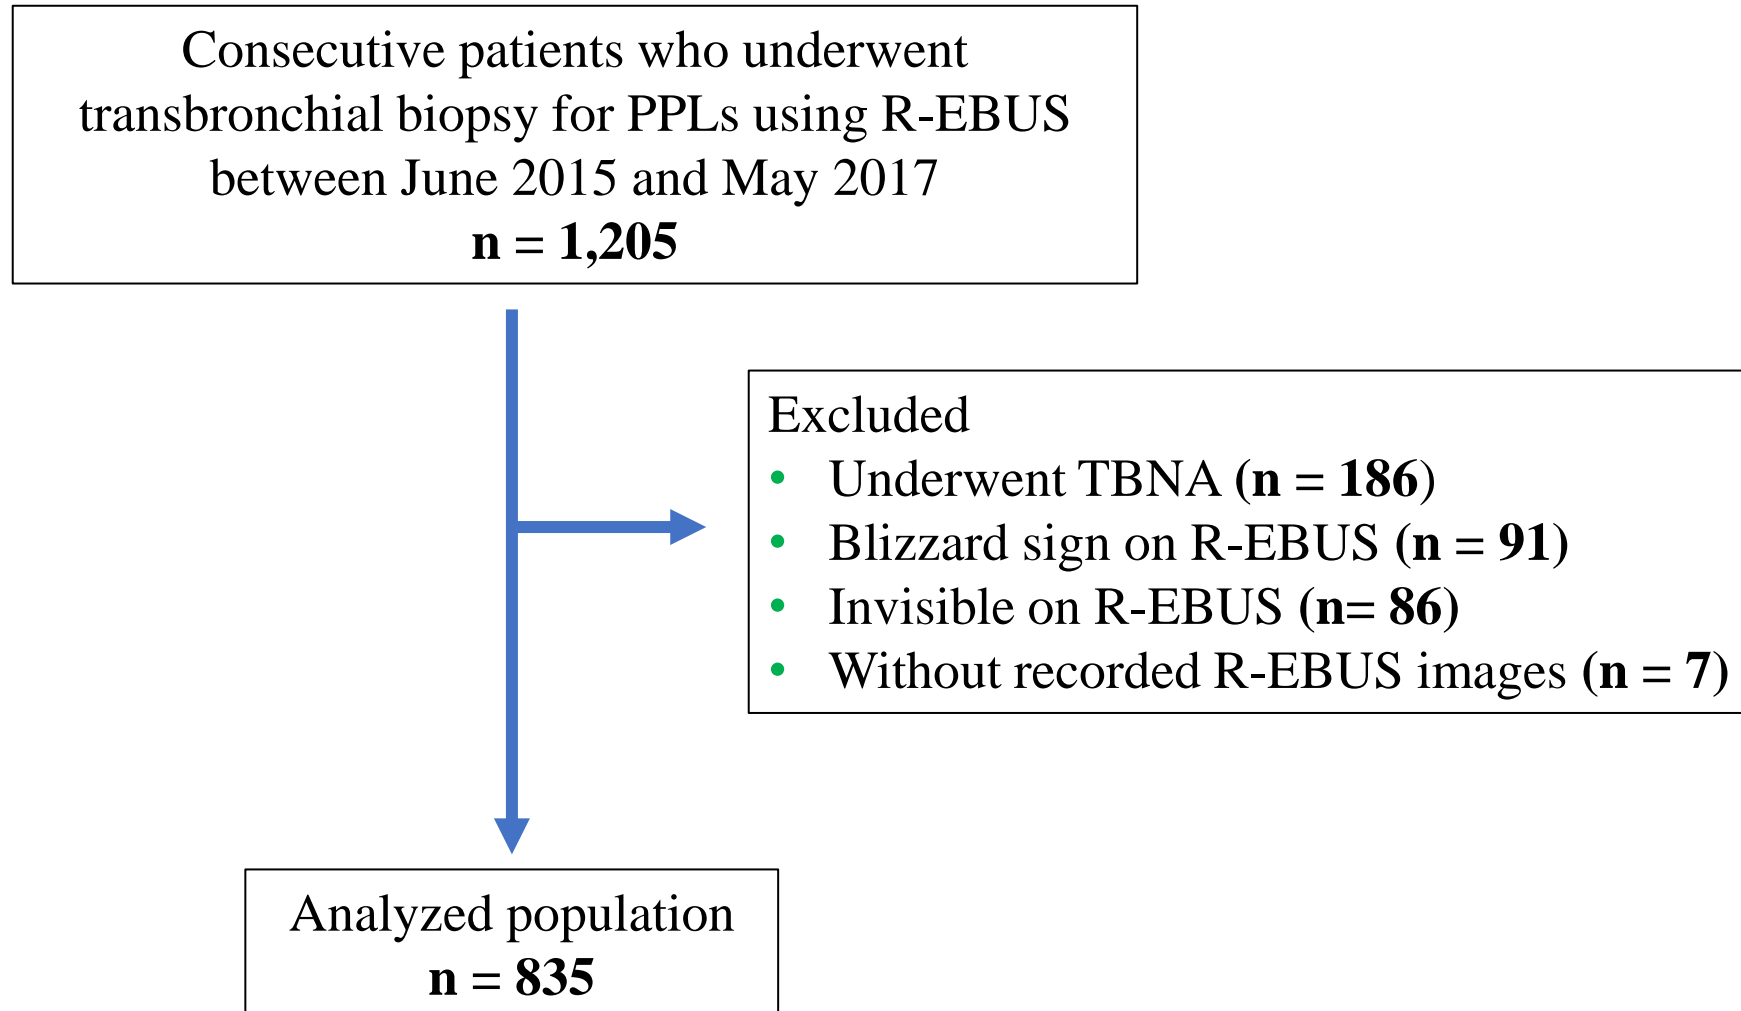 Consecutive patients who underwent
transbronchial biopsy for PPLs using R-EBUS
between June 2015 and May 2017
n = 1,205
Excluded
• Underwent TBNA (n = 186)
• Blizzard sign on R-EBUS (n = 91)
• Invisible on R-EBUS (n= 86)
• Without recorded R-EBUS images (n = 7)
Analyzed population
n = 835